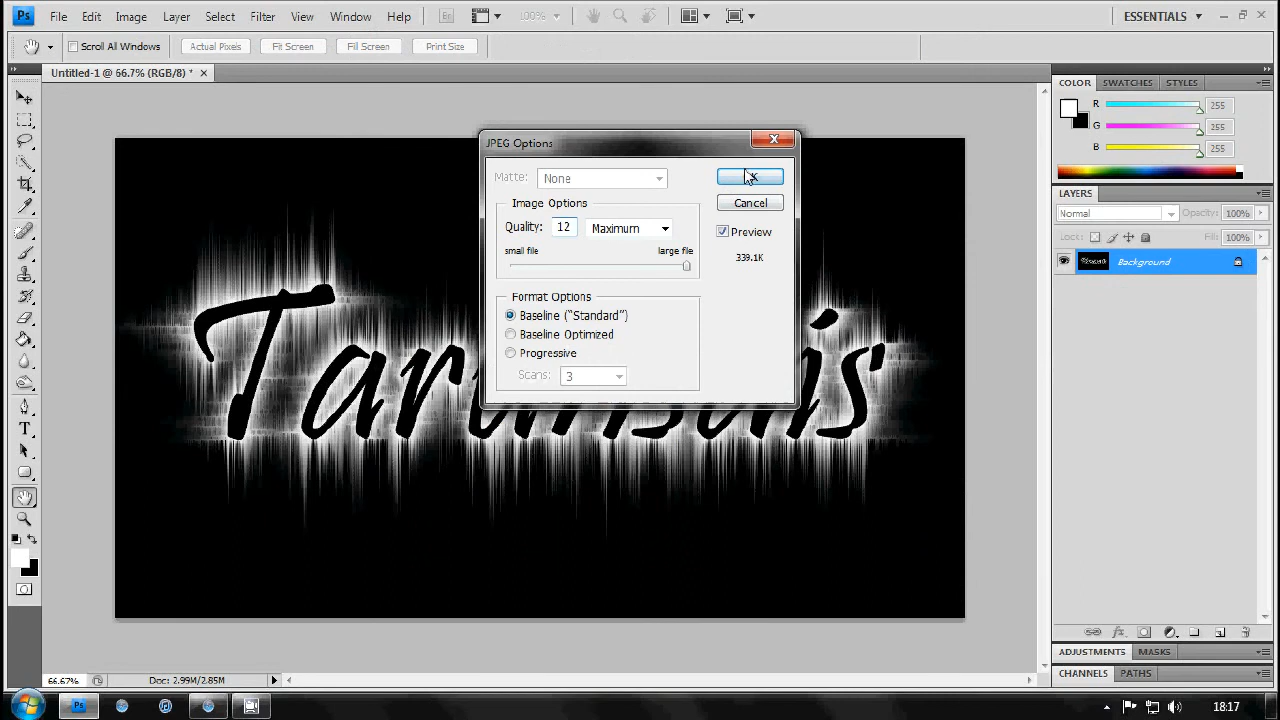 Ps File Edit Image Layer Select Filter View Window Help Br 100% ESSENTIALS
Scroll All Windows Actual Pixels Fit Screen Fill Screen Print Size
Untitled-1 @ 66.7% (RGB/8) *
COLOR SWATCHES STYLES
R 255
G 255
B 255
LAYERS
Normal Opacity: 100%
Lock: Fill: 100%
Background
JPEG Options
Matte: None
Image Options
Quality: 12 Maximum
small file large file
Format Options
Baseline ("Standard")
Baseline Optimized
Progressive
Scans: 3
Cancel
Preview
339.1K
ADJUSTMENTS MASKS
CHANNELS PATHS
66.67% Doc: 2.99M/2.85M
Ps 18:17